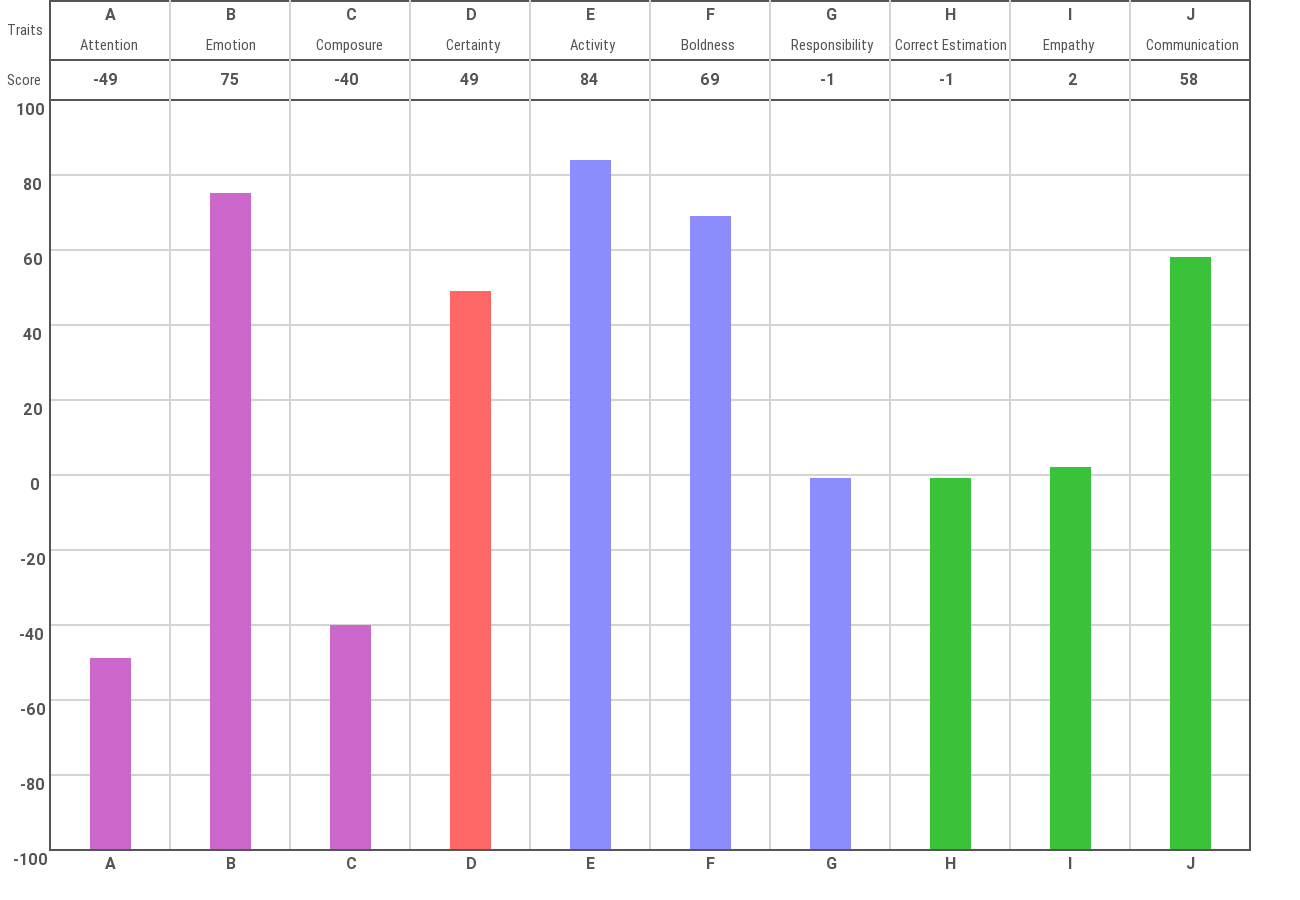 Traits
A B C D E F G H I J
Attention Emotion Composure Certainty Activity Boldness Responsibility Correct Estimation Empathy Communication
Score -49 75 -40 49 84 69 -1 -1 2 58
100
80
60
40
20
0
-20
-40
-60
-80
-100
A B C D E F G H I J